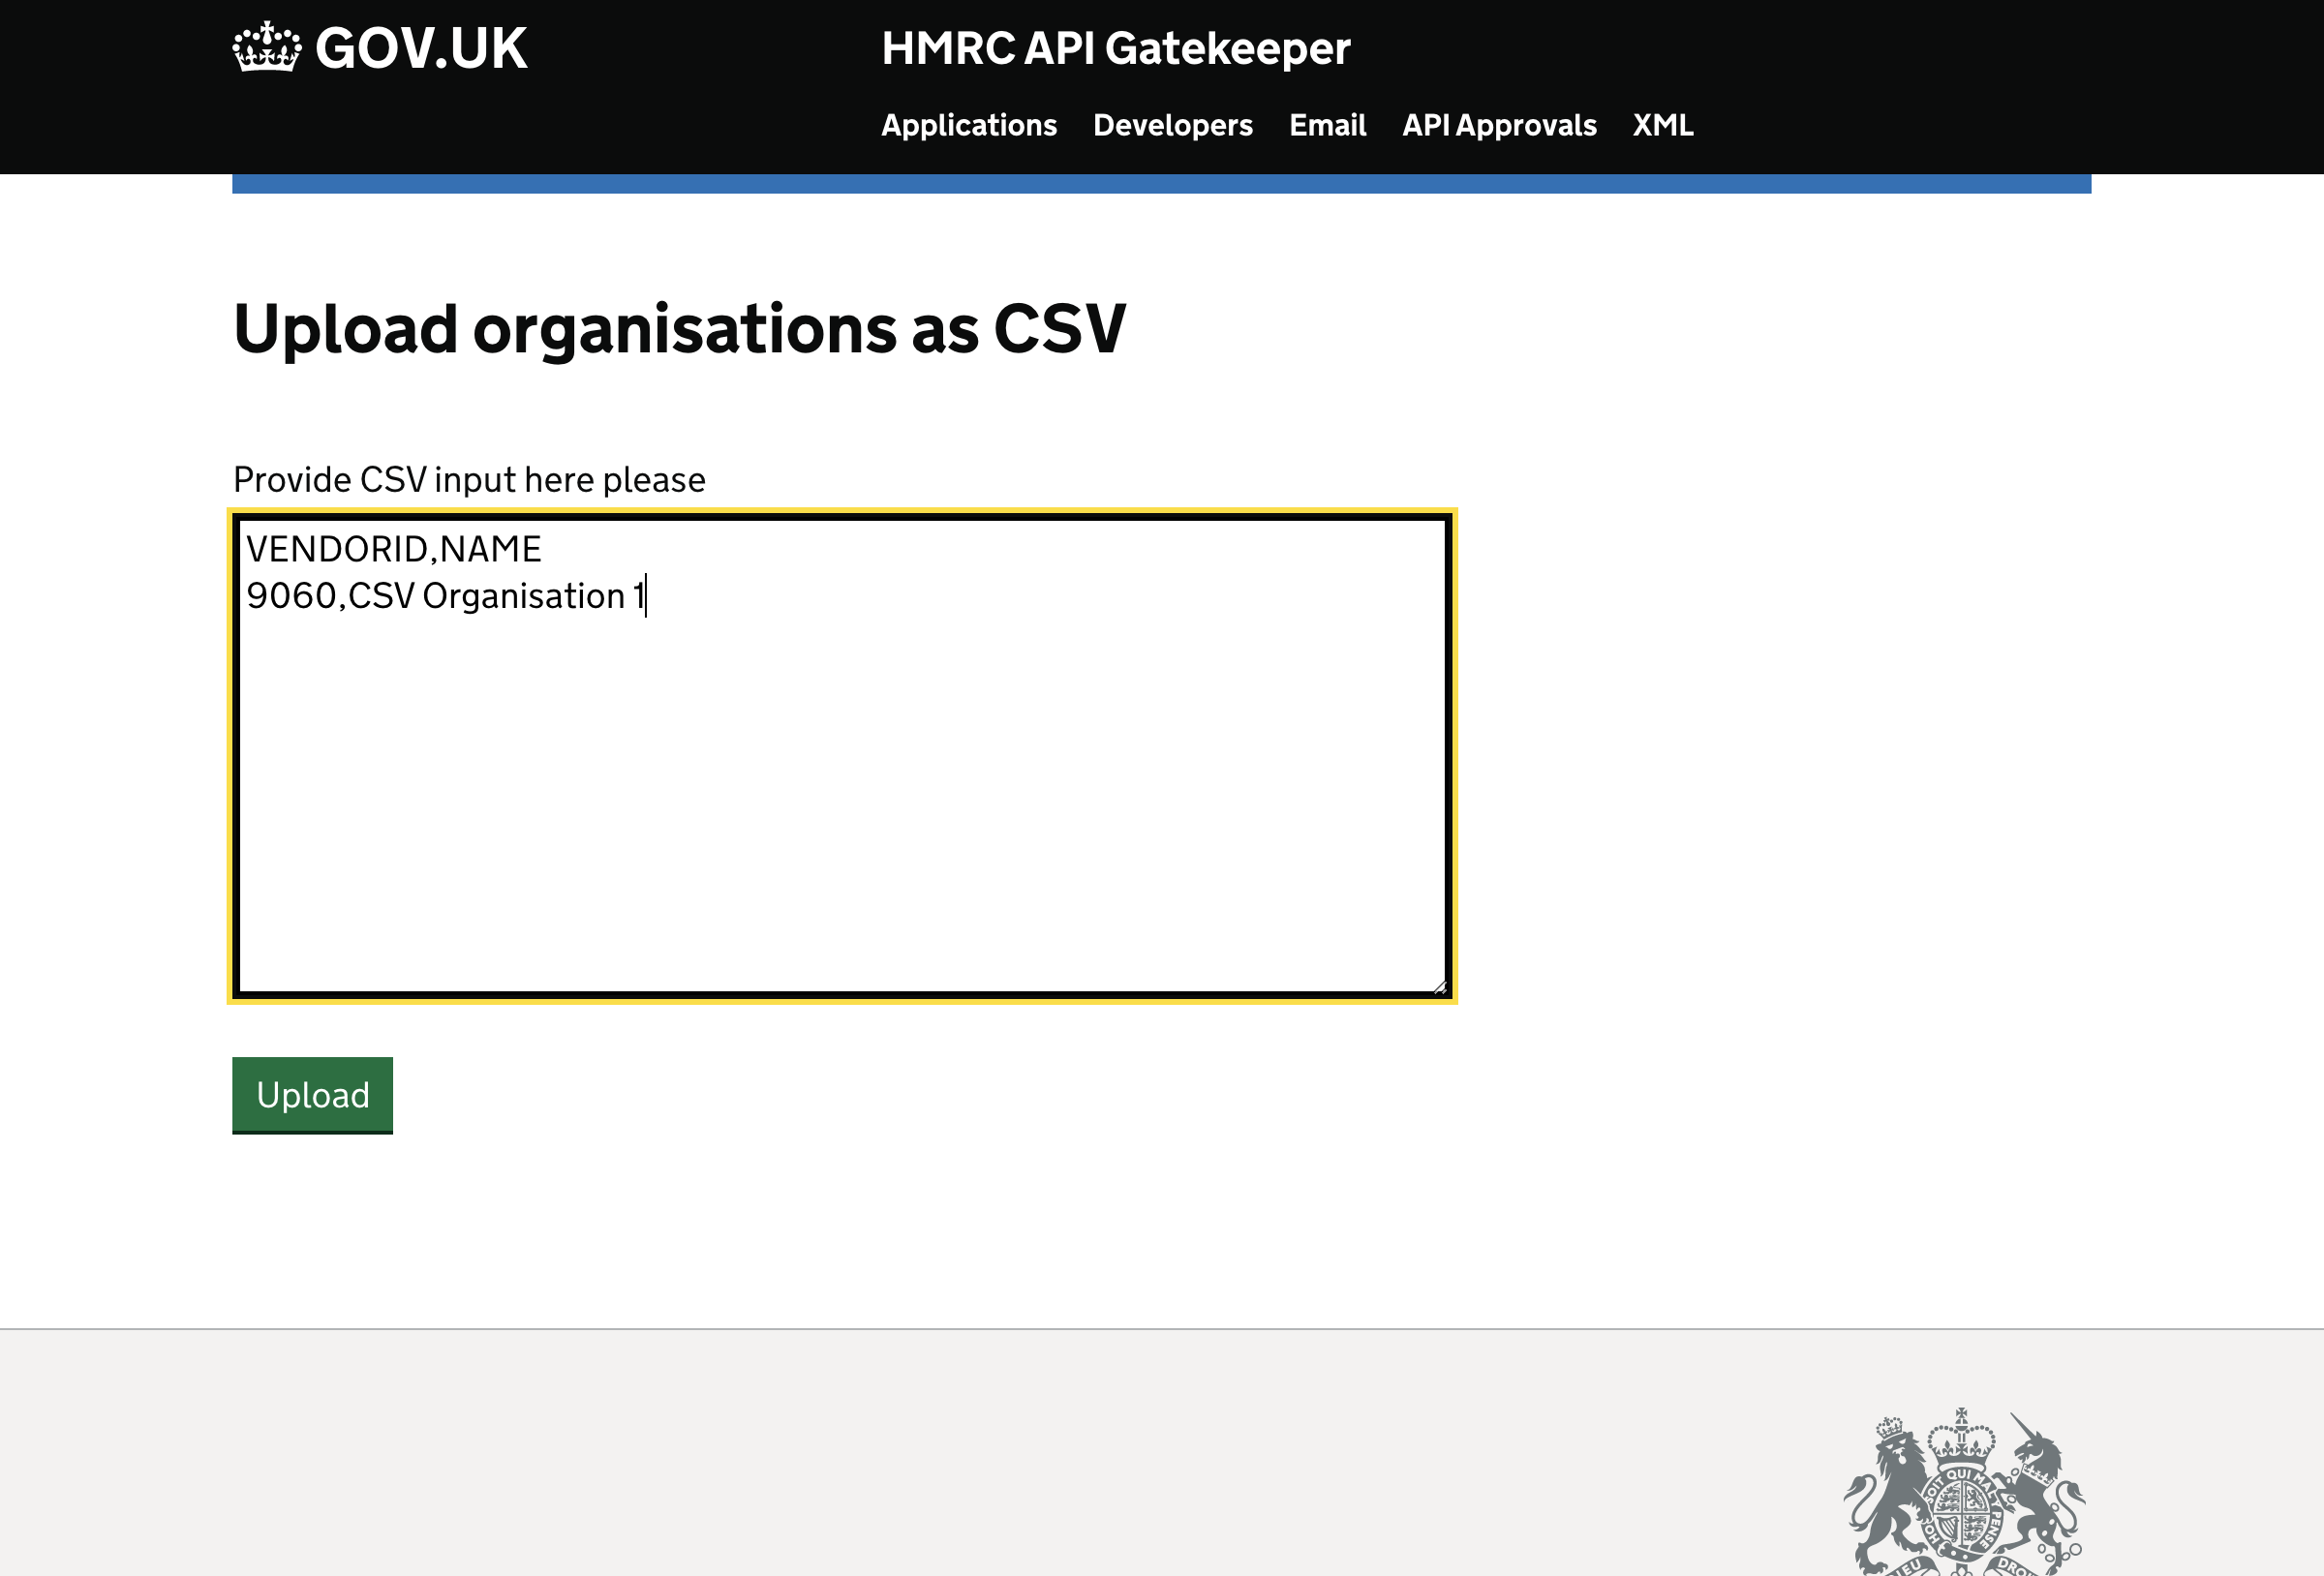 GOV.UK
HMRC API Gatekeeper
Applications Developers Email API Approvals XML
Upload organisations as CSV
Provide CSV input here please
VENDORID,NAME
9060,CSV Organisation 1
Upload